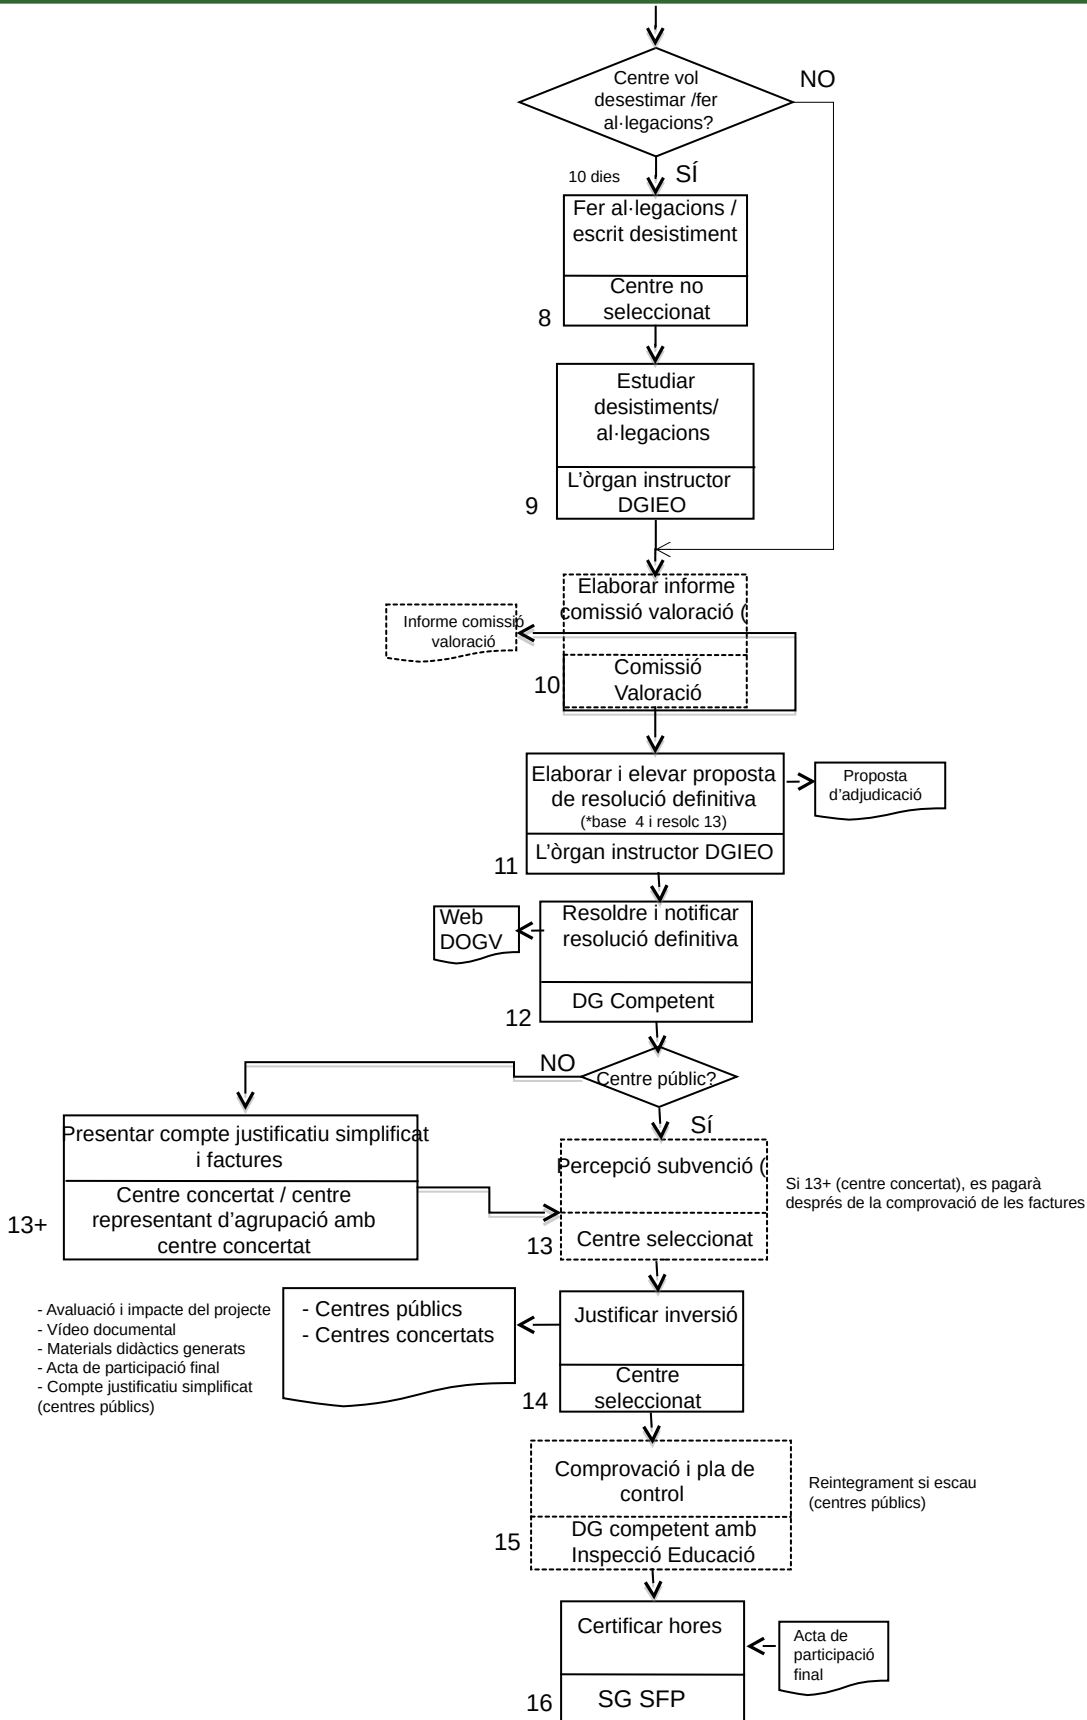 Centre vol
desestimar /fer
al·legacions?
NO
10 dies
SÍ
Fer al·legacions /
escrit desistiment
Centre no
seleccionat
8
Estudiar
desistiments/
al·legacions
L’òrgan instructor
DGIEO
9
Elaborar informe
comissió valoració (
Informe comissió
valoració
Comissió
Valoració
10
Elaborar i elevar proposta
de resolució definitiva
(*base  4 i resolc 13)
L’òrgan instructor DGIEO
11
Proposta
d’adjudicació
Resoldre i notificar
resolució definitiva
Web
DOGV
DG Competent
12
NO
Centre públic?
SÍ
Presentar compte justificatiu simplificat
i factures
Centre concertat / centre
representant d’agrupació amb
centre concertat
13+
Percepció subvenció (
Centre seleccionat
13
Si 13+ (centre concertat), es pagarà
després de la comprovació de les factures
- Avaluació i impacte del projecte
- Vídeo documental
- Materials didàctics generats
- Acta de participació final
- Compte justificatiu simplificat
(centres públics)
- Centres públics
- Centres concertats
Justificar inversió
Centre
seleccionat
14
Comprovació i pla de
control
DG competent amb
Inspecció Educació
15
Reintegrament si escau
(centres públics)
Certificar hores
SG SFP
16
Acta de
participació
final